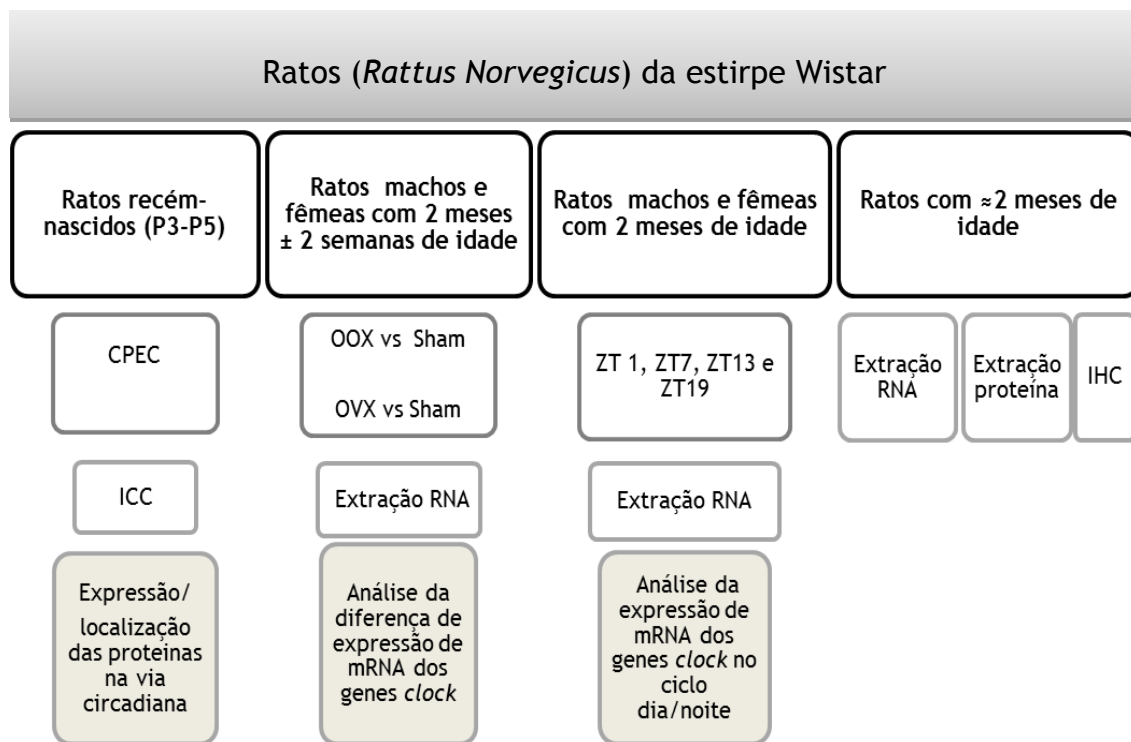 Ratos (Rattus Norvegicus) da estirpe Wistar
Ratos recém-
nascidos (P3-P5)
Ratos machos e
fêmeas com 2 meses
± 2 semanas de idade
Ratos machos e fêmeas
com 2 meses de idade
Ratos com ≈2 meses de
idade
CPEC
OOX vs Sham
OVX vs Sham
ZT 1, ZT7, ZT13 e
ZT19
Extração
RNA
Extração
proteína
IHC
ICC
Extração RNA
Extração RNA
Expressão/
localização
das proteinas
na via
circadiana
Análise da
diferença de
expressão de
mRNA dos
genes clock
Análise da
expressão de
mRNA dos
genes clock no
ciclo
dia/noite